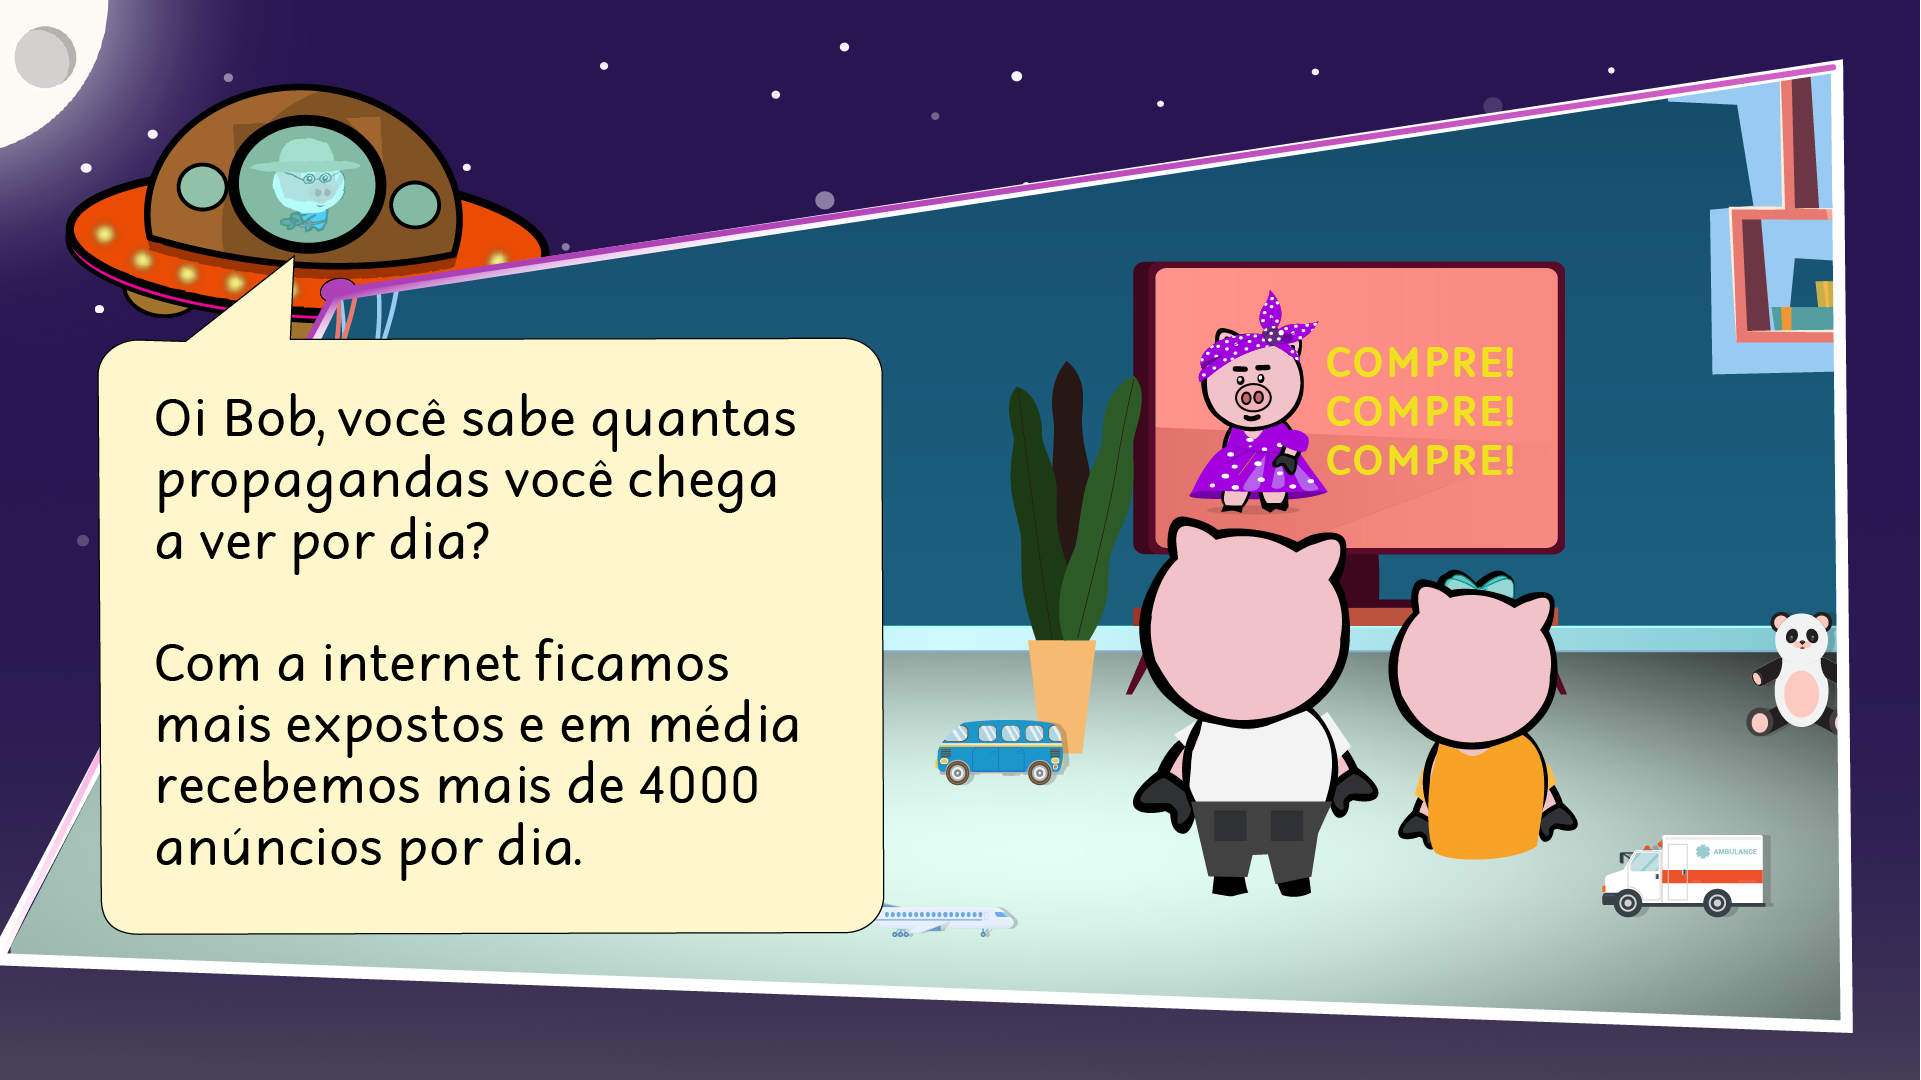 Oi Bob, você sabe quantas
propagandas você chega
a ver por dia?
Com a internet ficamos
mais expostos e em média
recebemos mais de 4000
anúncios por dia.
COMPRE!
COMPRE!
COMPRE!
AMBULANCE